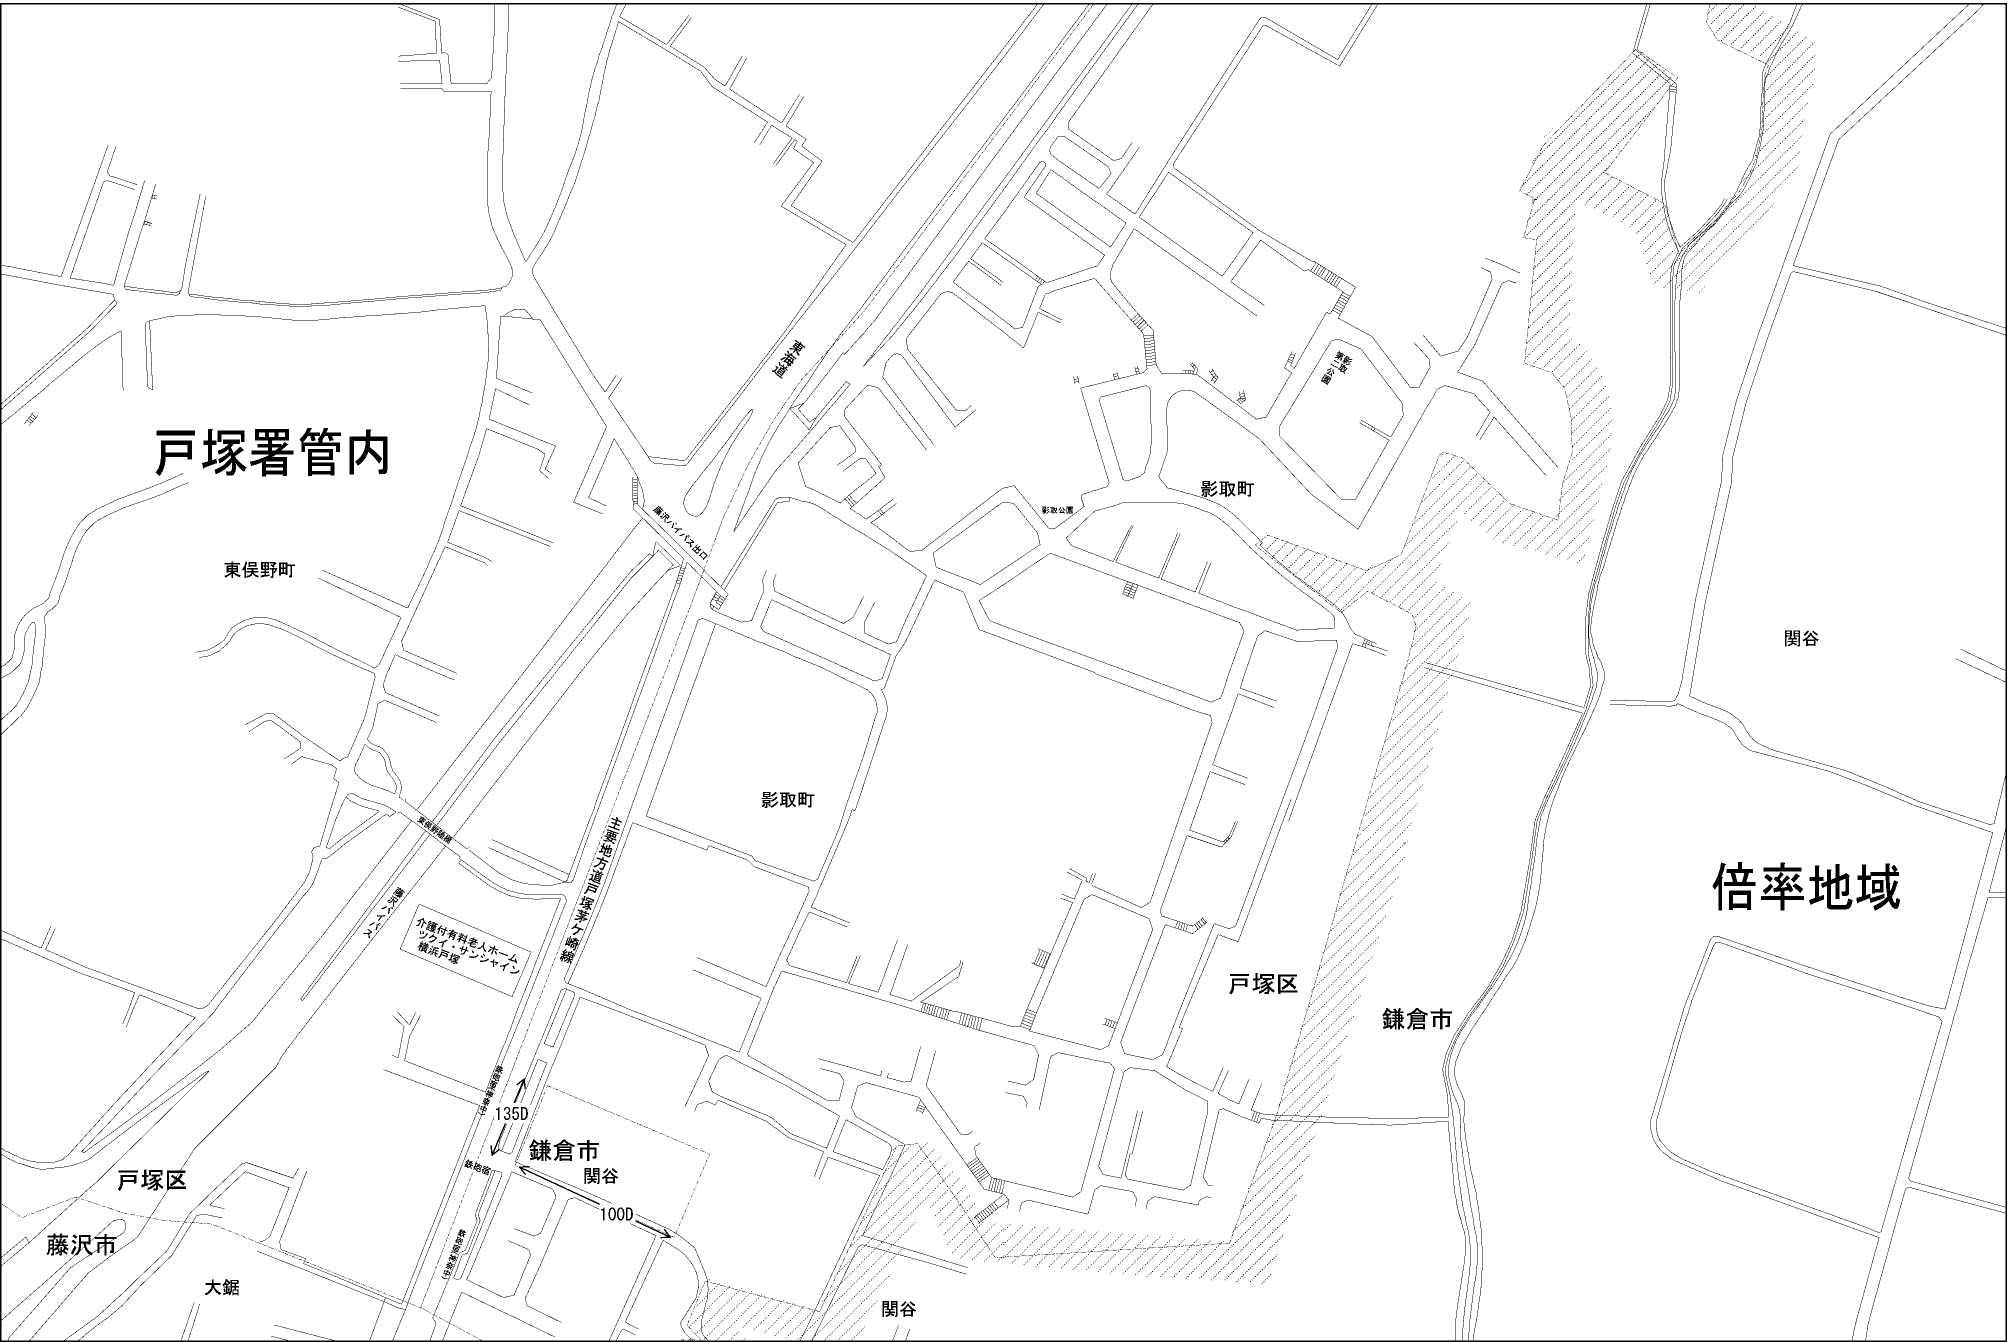 東海道
影取
第二公園
戸塚署管内
影取町
影取公園
藤沢バイパス出口
東俣野町
関谷
影取町
主要地方道戸塚茅ケ崎線
倍率地域
藤沢バイパス
介護付有料老人ホーム
ツクイ・サンシャイン
横浜戸塚
戸塚区
鎌倉市
135D
鎌倉市
鉄砲宿
関谷
戸塚区
100D
藤沢市
大鋸
関谷